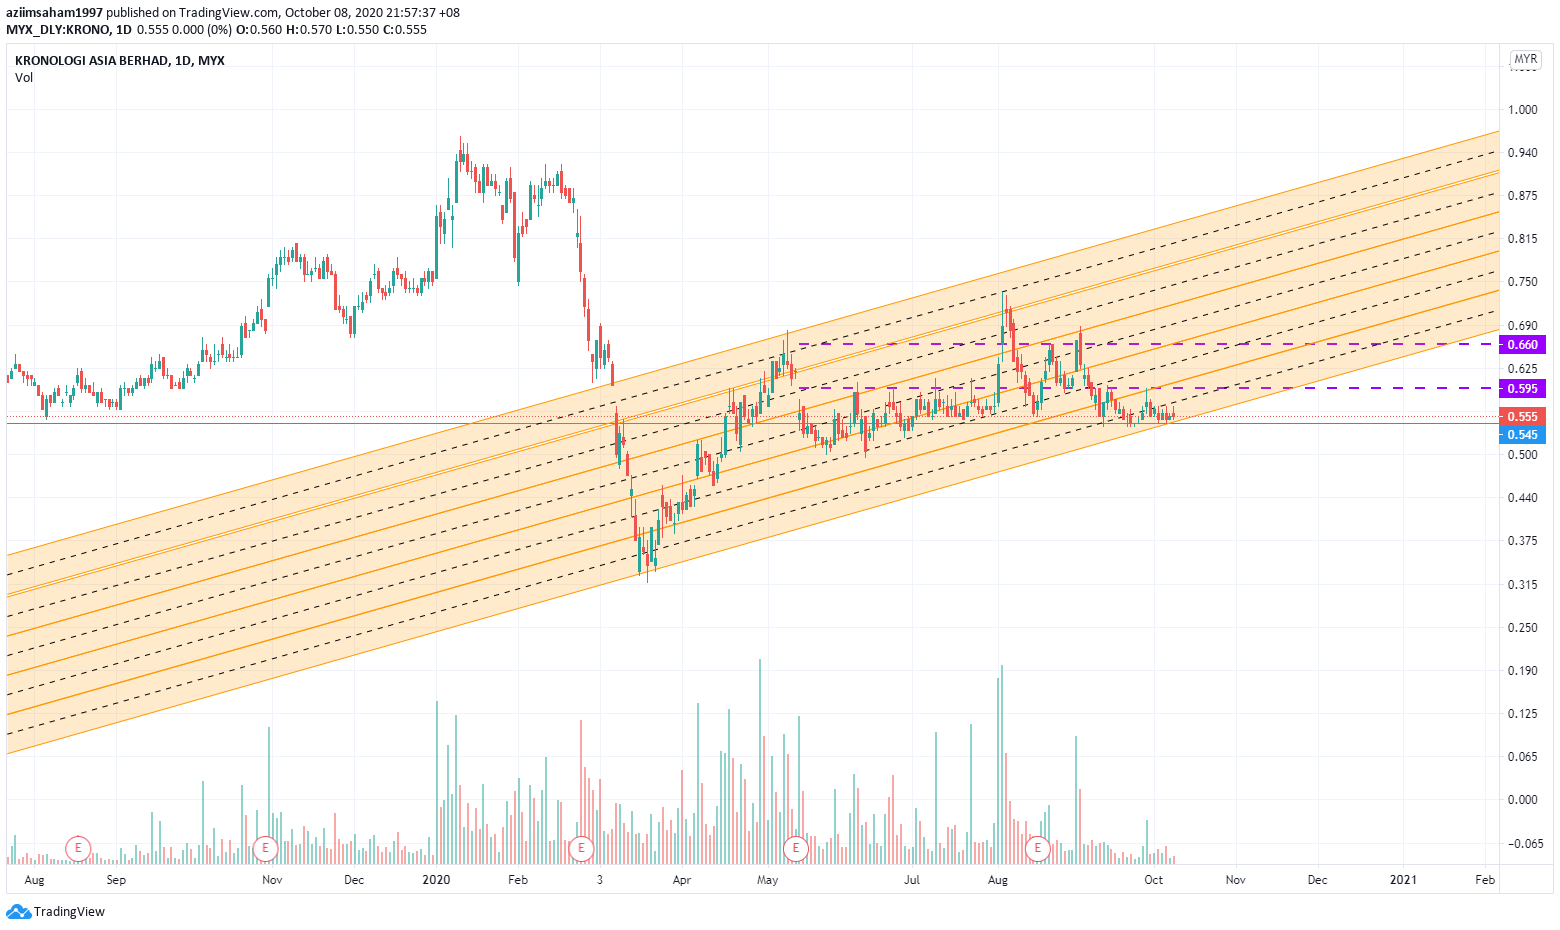 aziimsaham1997 published on TradingView.com, October 08, 2020 21:57:37 +08
MYX_DLY:KRONO, 1D 0.555 0.000 (0%) O:0.560 H:0.570 L:0.550 C:0.555
KRONOLOGI ASIA BERHAD, 1D, MYX
Vol
MYR
1.000
0.940
0.875
0.815
0.750
0.690
0.660
0.625
0.595
0.555
0.545
0.500
0.440
0.375
0.315
0.250
0.190
0.125
0.065
0.000
−0.065
E E E E E
Aug Sep Nov Dec 2020 Feb 3 Apr May Jul Aug Oct Nov Dec 2021 Feb
TradingView